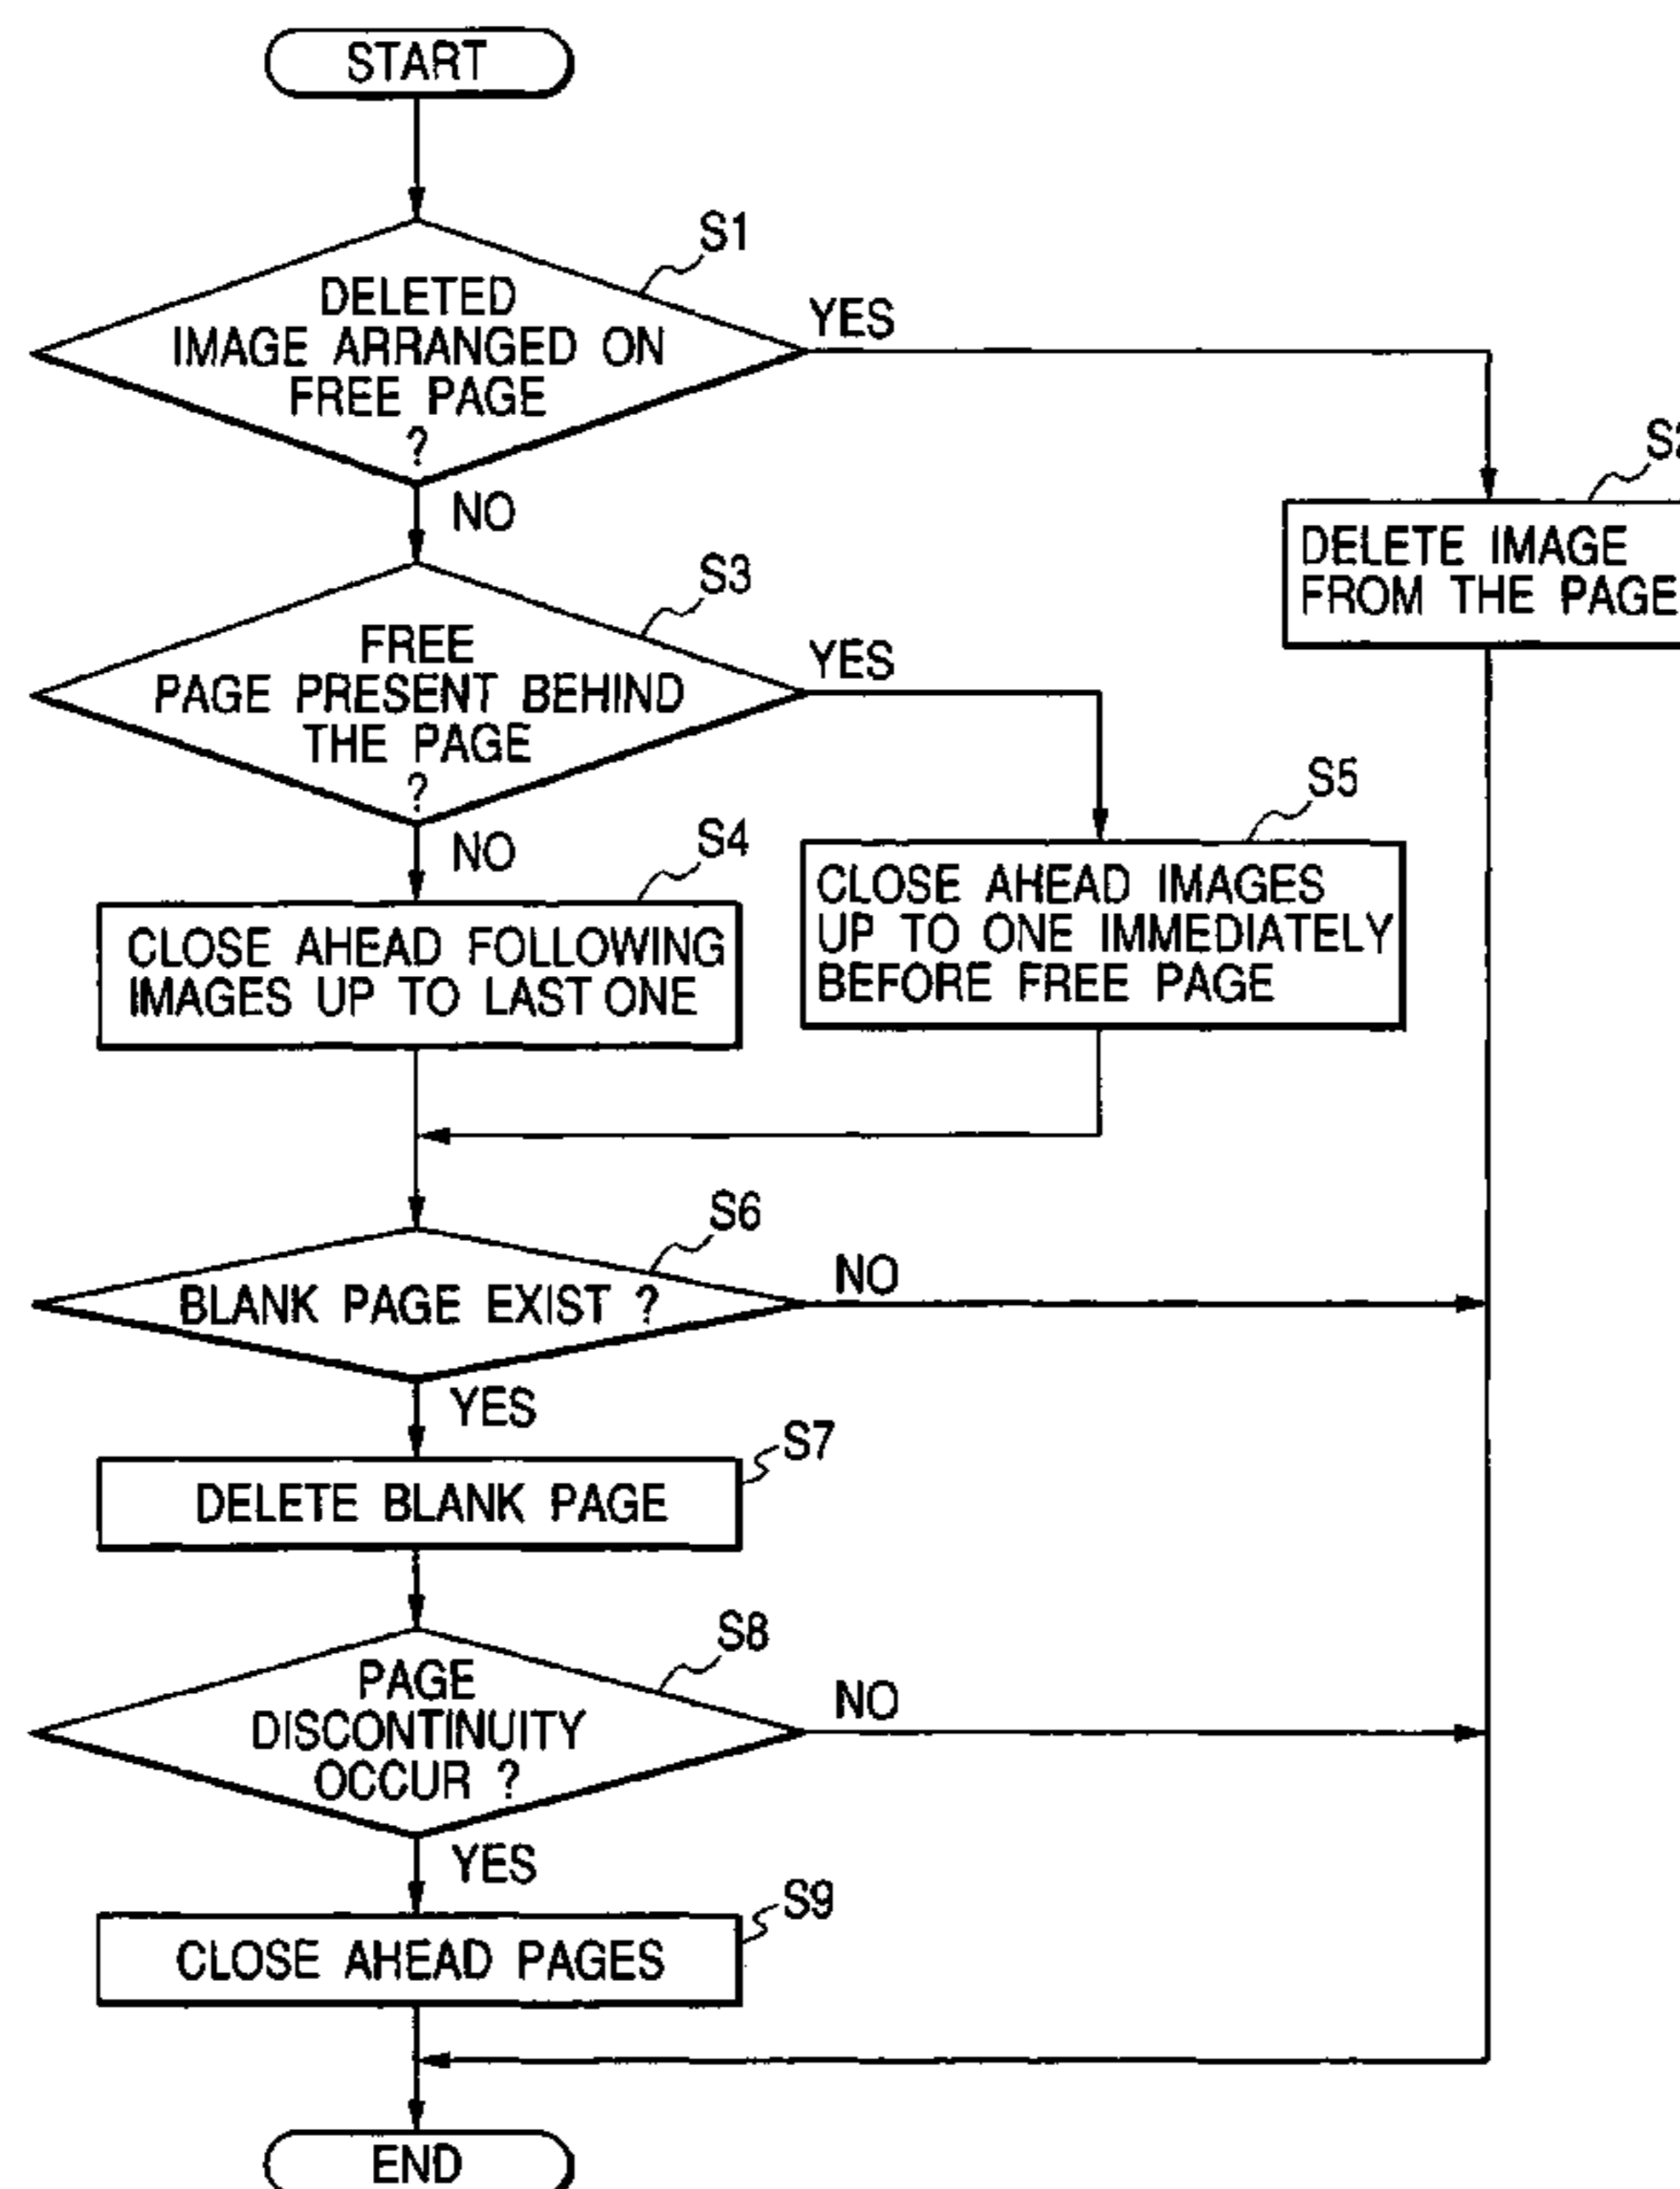 START
S1
DELETED
IMAGE ARRANGED ON
FREE PAGE
?
YES
NO
DELETE IMAGE
FROM THE PAGE
S3
FREE
PAGE PRESENT BEHIND
THE PAGE
?
YES
NO
S4
CLOSE AHEAD FOLLOWING
IMAGES UP TO LAST ONE
S5
CLOSE AHEAD IMAGES
UP TO ONE IMMEDIATELY
BEFORE FREE PAGE
S6
BLANK PAGE EXIST ?
NO
YES
S7
DELETE BLANK PAGE
S8
PAGE
DISCONTINUITY
OCCUR ?
NO
YES
S9
CLOSE AHEAD PAGES
END